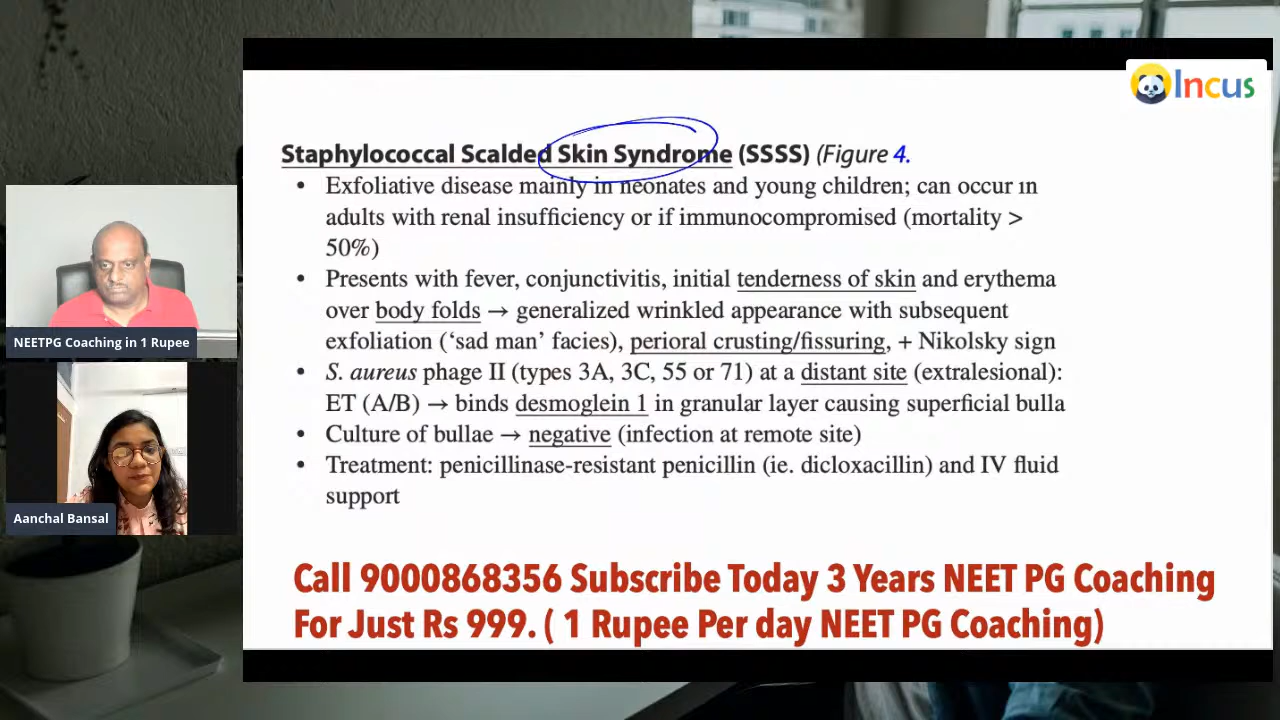 Incus
Staphylococcal Scalded Skin Syndrome (SSSS) (Figure 4.
• Exfoliative disease mainly in neonates and young children; can occur in
adults with renal insufficiency or if immunocompromised (mortality >
50%)
• Presents with fever, conjunctivitis, initial tenderness of skin and erythema
over body folds → generalized wrinkled appearance with subsequent
exfoliation (‘sad man’ facies), perioral crusting/fissuring, + Nikolsky sign
• S. aureus phage II (types 3A, 3C, 55 or 71) at a distant site (extralesional):
ET (A/B) → binds desmoglein 1 in granular layer causing superficial bulla
• Culture of bullae → negative (infection at remote site)
• Treatment: penicillinase-resistant penicillin (ie. dicloxacillin) and IV fluid
support
NEETPG Coaching in 1 Rupee
Aanchal Bansal
Call 9000868356 Subscribe Today 3 Years NEET PG Coaching
For Just Rs 999. ( 1 Rupee Per day NEET PG Coaching)